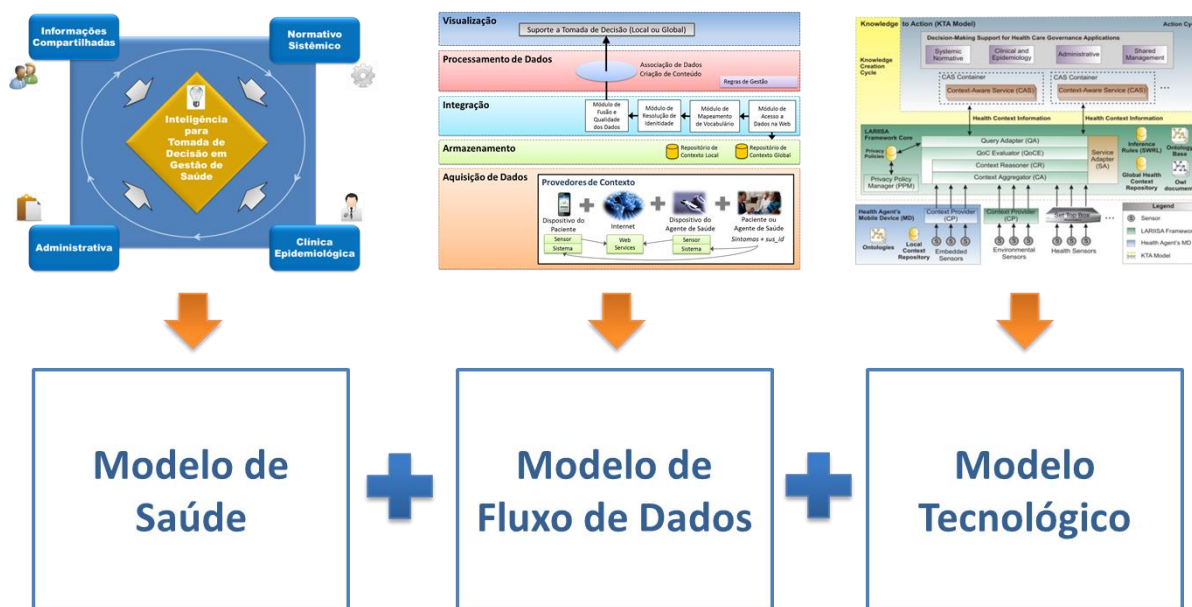 Informações
Compartilhadas
Normativo
Sistêmico
Inteligência
para
Tomada de
Decisão em
Gestão de
Saúde
Administrativa
Clínica
Epidemiológica
Visualização
Suporte a Tomada de Decisão (Local ou Global)
Processamento de Dados
Associação de Dados
Criação de Conteúdo
Regras de Gestão
Integração
Módulo de
Fusão e
Qualidade
dos Dados
Módulo de
Resolução de
Identidade
Módulo de
Mapeamento de
Vocabulário
Módulo de
Acesso a
Dados na Web
Armazenamento
Repositório de
Contexto Local
Repositório de
Contexto Global
Aquisição de Dados
Provedores de Contexto
Dispositivo do
Paciente
Internet
Dispositivo do
Agente de Saúde
Paciente ou
Agente de Saúde
Sensor
Sistema
Web
Services
Sensor
Sistema
Sintomas + sus_id
Knowledge to Action (KTA Model)
Action Cyc
Decision-Making Support for Health Care Governance Applications
Knowledge
Creation
Cycle
Systemic
Normative
Clinical and
Epidemiology
Administrative
Shared
Management
CAS Container
Context-Aware Service (CAS)
CAS Container
Context-Aware Service (CAS)
...
Health Context Information
Health Context Information
LARIISA
Framework Core
Privacy
Policies
Privacy Policy
Manager (PPM)
Query Adapter (QA)
QoC Evaluator (QoCE)
Context Reasoner (CR)
Context Aggregator (CA)
Service
Adapter
(SA)
Inference
Rules (SWRL)
Ontology
Base
Global Health
Context
Repository
Owl
document
Health Agent's
Mobile Device (MD)
Context Provider
(CP)
Context Provider
(CP)
Set Top Box
...
Ontologies
Local
Context
Repository
S S S
S S S
S S S
Embedded
Sensors
Environmental
Sensors
Health Sensors
Legend
S Sensor
LARIISA Framework
Health Agent's MD
KTA Model
Modelo de
Saúde
Modelo de
Fluxo de Dados
Modelo
Tecnológico